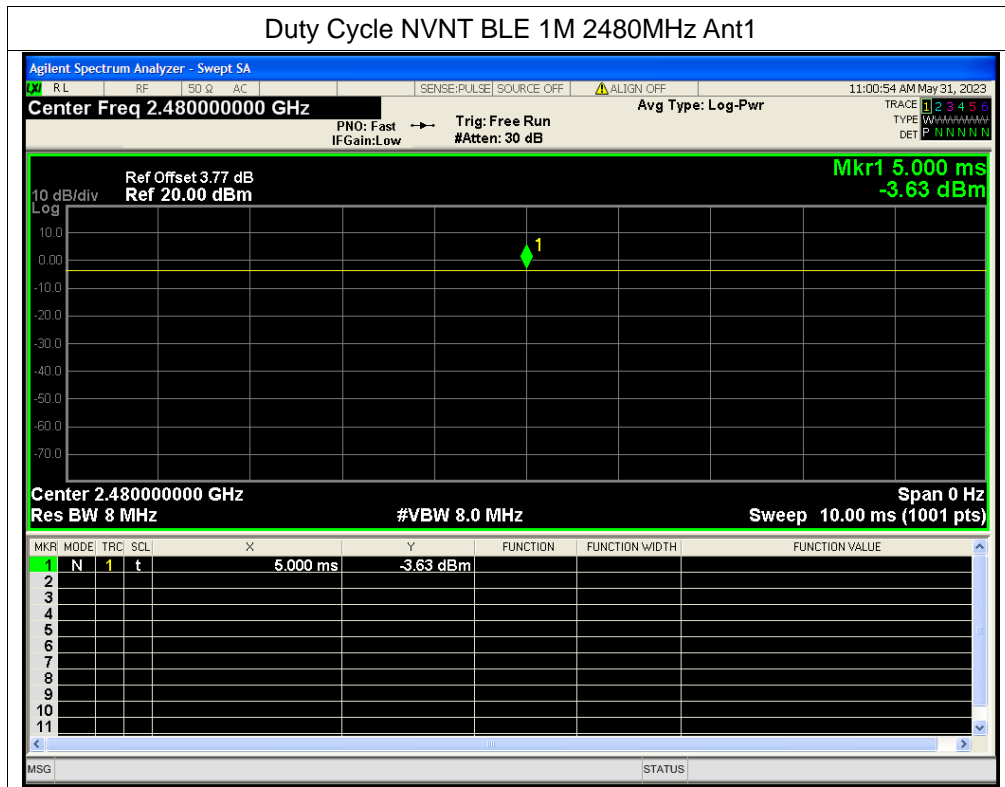 Duty Cycle NVNT BLE 1M 2480MHz Ant1
Agilent Spectrum Analyzer - Swept SA
LXI RL RF 50 Ω AC SENSE:PULSE SOURCE OFF ALIGN OFF 11:00:54 AM May 31, 2023
Center Freq 2.480000000 GHz Avg Type: Log-Pwr TRACE 1 2 3 4 5 6
PNO: Fast Trig: Free Run TYPE WWWWWW
IFGain:Low #Atten: 30 dB DET P N N N N N
Mkr1 5.000 ms
Ref Offset 3.77 dB
10 dB/div Ref 20.00 dBm -3.63 dBm
Log
10.0
1
0.00
-10.0
-20.0
-30.0
-40.0
-50.0
-60.0
-70.0
Center 2.480000000 GHz Span 0 Hz
Res BW 8 MHz #VBW 8.0 MHz Sweep 10.00 ms (1001 pts)
MKR MODE TRC SCL X Y FUNCTION FUNCTION WIDTH FUNCTION VALUE
1 N 1 t 5.000 ms -3.63 dBm
2
3
4
5
6
7
8
9
10
11
MSG STATUS